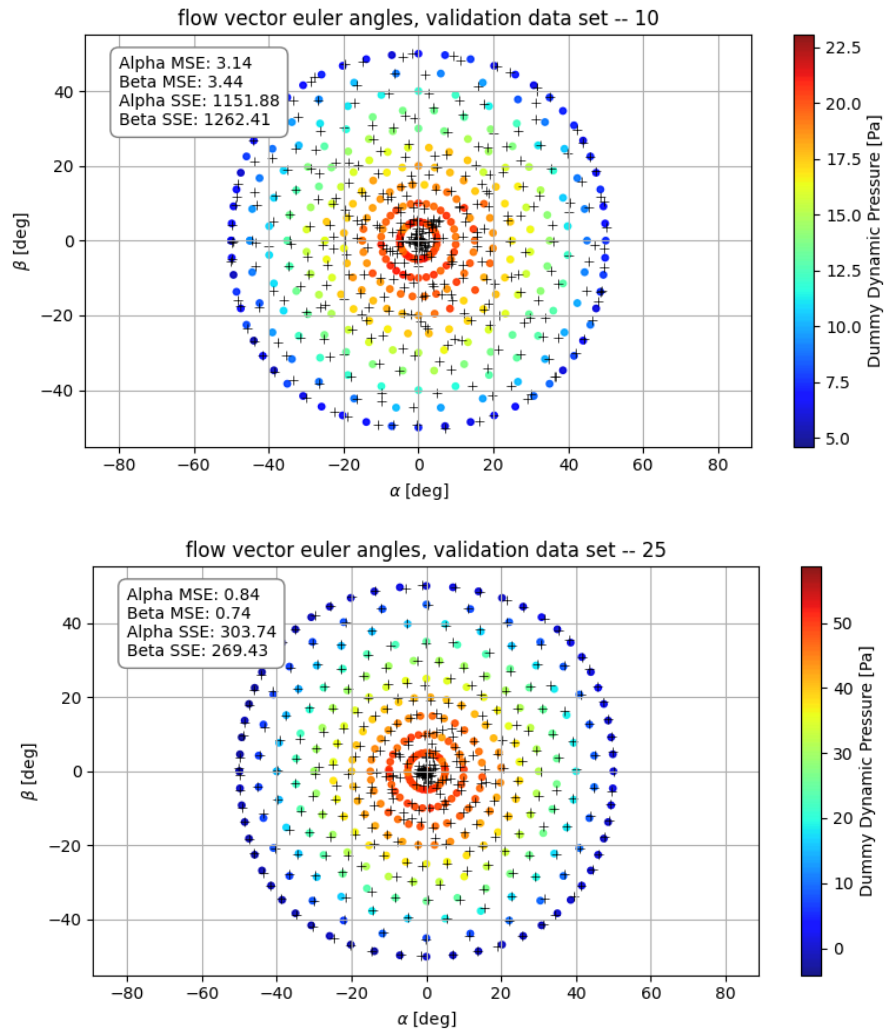 flow vector euler angles, validation data set -- 10
Alpha MSE: 3.14
Beta MSE: 3.44
Alpha SSE: 1151.88
Beta SSE: 1262.41
40
20
0
−20
−40
β [deg]
−80 −60 −40 −20 0 20 40 60 80
α [deg]
22.5
20.0
17.5
15.0
12.5
10.0
7.5
5.0
Dummy Dynamic Pressure [Pa]
flow vector euler angles, validation data set -- 25
Alpha MSE: 0.84
Beta MSE: 0.74
Alpha SSE: 303.74
Beta SSE: 269.43
40
20
0
−20
−40
β [deg]
−80 −60 −40 −20 0 20 40 60 80
α [deg]
50
40
30
20
10
0
Dummy Dynamic Pressure [Pa]